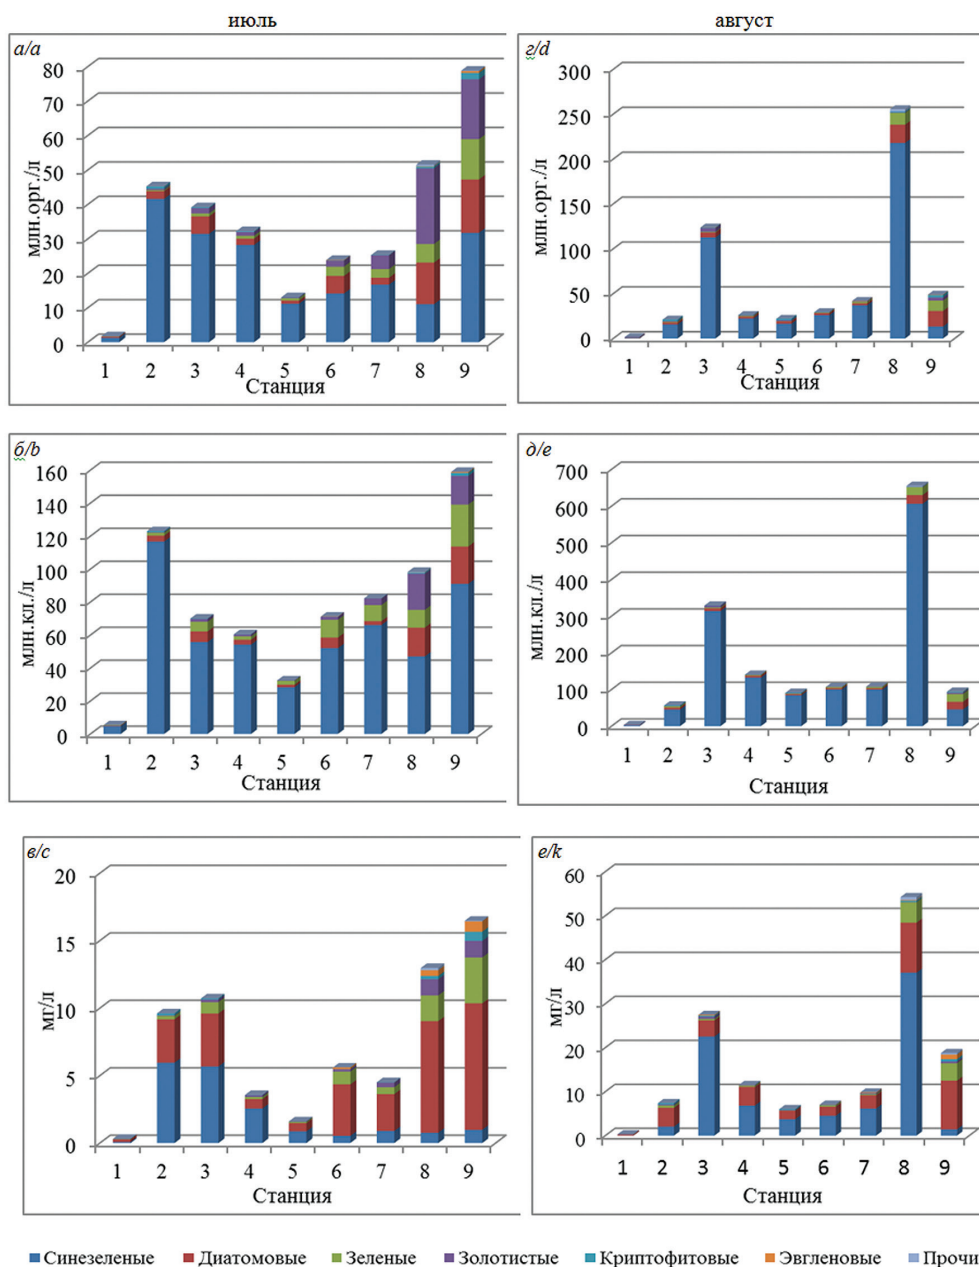 июль
август
а/a
млн.орг./л
80
70
60
50
40
30
20
10
0
1 2 3 4 5 6 7 8 9
Станция
г/d
300
250
200
150
100
50
0
1 2 3 4 5 6 7 8 9
Станция
б/b
млн.кл./л
160
140
120
100
80
60
40
20
0
1 2 3 4 5 6 7 8 9
Станция
д/e
700
600
500
400
300
200
100
0
1 2 3 4 5 6 7 8 9
Станция
в/c
мг/л
20
15
10
5
0
1 2 3 4 5 6 7 8 9
Станция
е/k
мг/л
60
50
40
30
20
10
0
1 2 3 4 5 6 7 8 9
Станция
млн.орг./л
млн.кл./л
Синезеленые Диатомовые Зеленые Золотистые Криптофитовые Эвгленовые Прочи